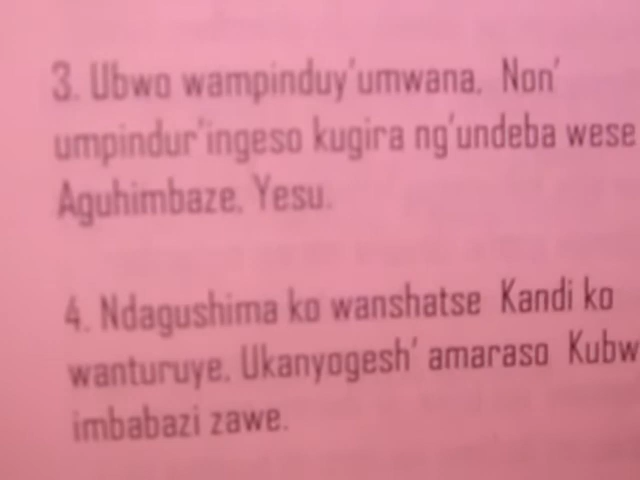 3. Ubwo wampinduy'umwana, Non'
umpindur'ingeso kugira ng'undeba wese
Aguhimbaze, Yesu.
4. Ndagushima ko wanshatse Kandi ko
wanturuye, Ukanyogesh' amaraso Kubw
imbabazi zawe.